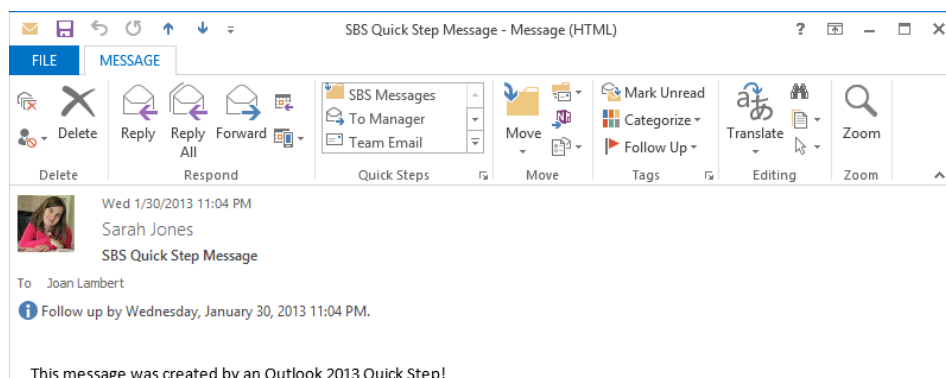 SBS Quick Step Message - Message (HTML)
FILE MESSAGE
Delete
Reply Reply All Forward
SBS Messages
To Manager
Team Email
Move
Mark Unread
Categorize
Follow Up
Translate
Zoom
Delete Respond Quick Steps Move Tags Editing Zoom
Wed 1/30/2013 11:04 PM
Sarah Jones
SBS Quick Step Message
To Joan Lambert
Follow up by Wednesday, January 30, 2013 11:04 PM.
This message was created by an Outlook 2013 Quick Step!